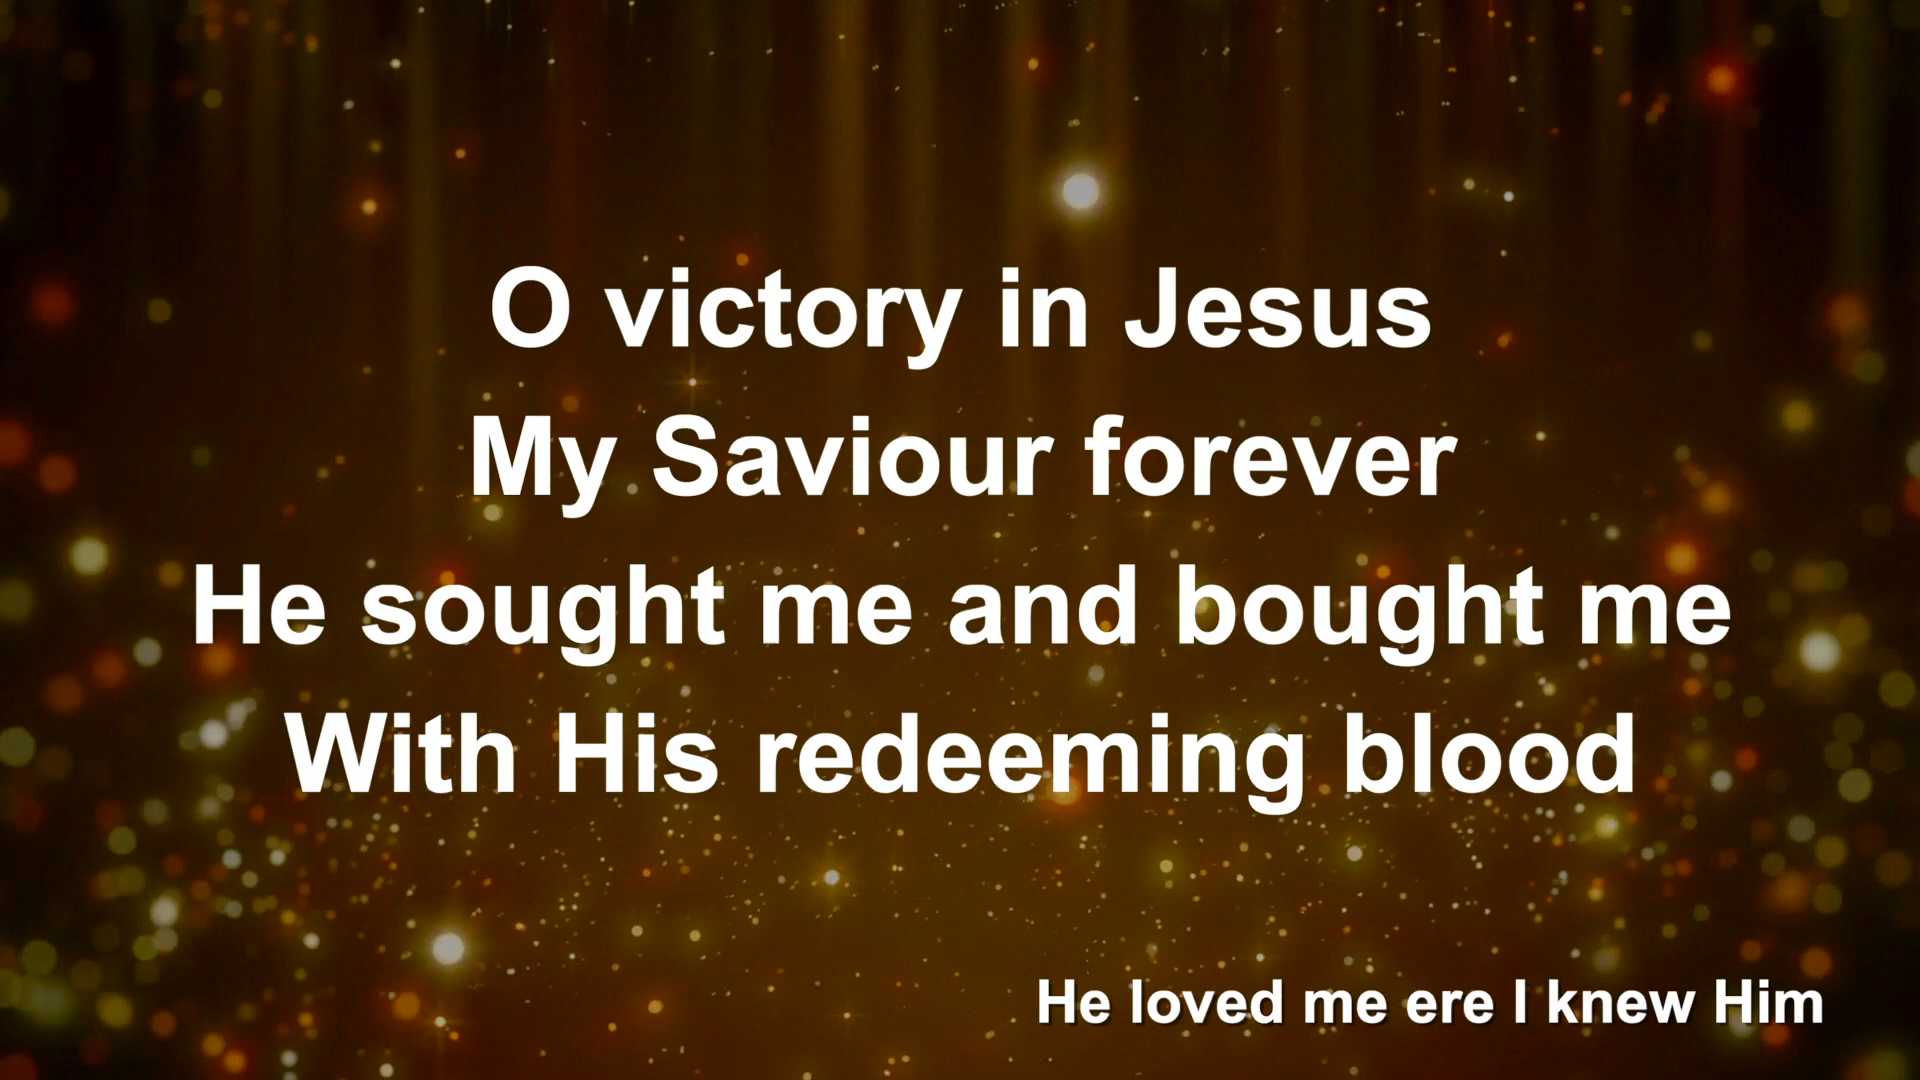 O victory in Jesus
My Saviour forever
He sought me and bought me
With His redeeming blood
He loved me ere I knew Him